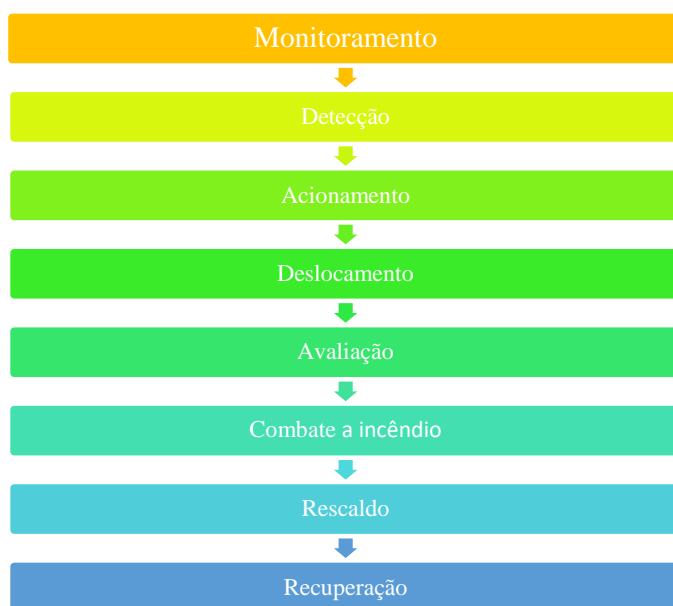 Monitoramento
Detecção
Acionamento
Deslocamento
Avaliação
Combate a incêndio
Rescaldo
Recuperação